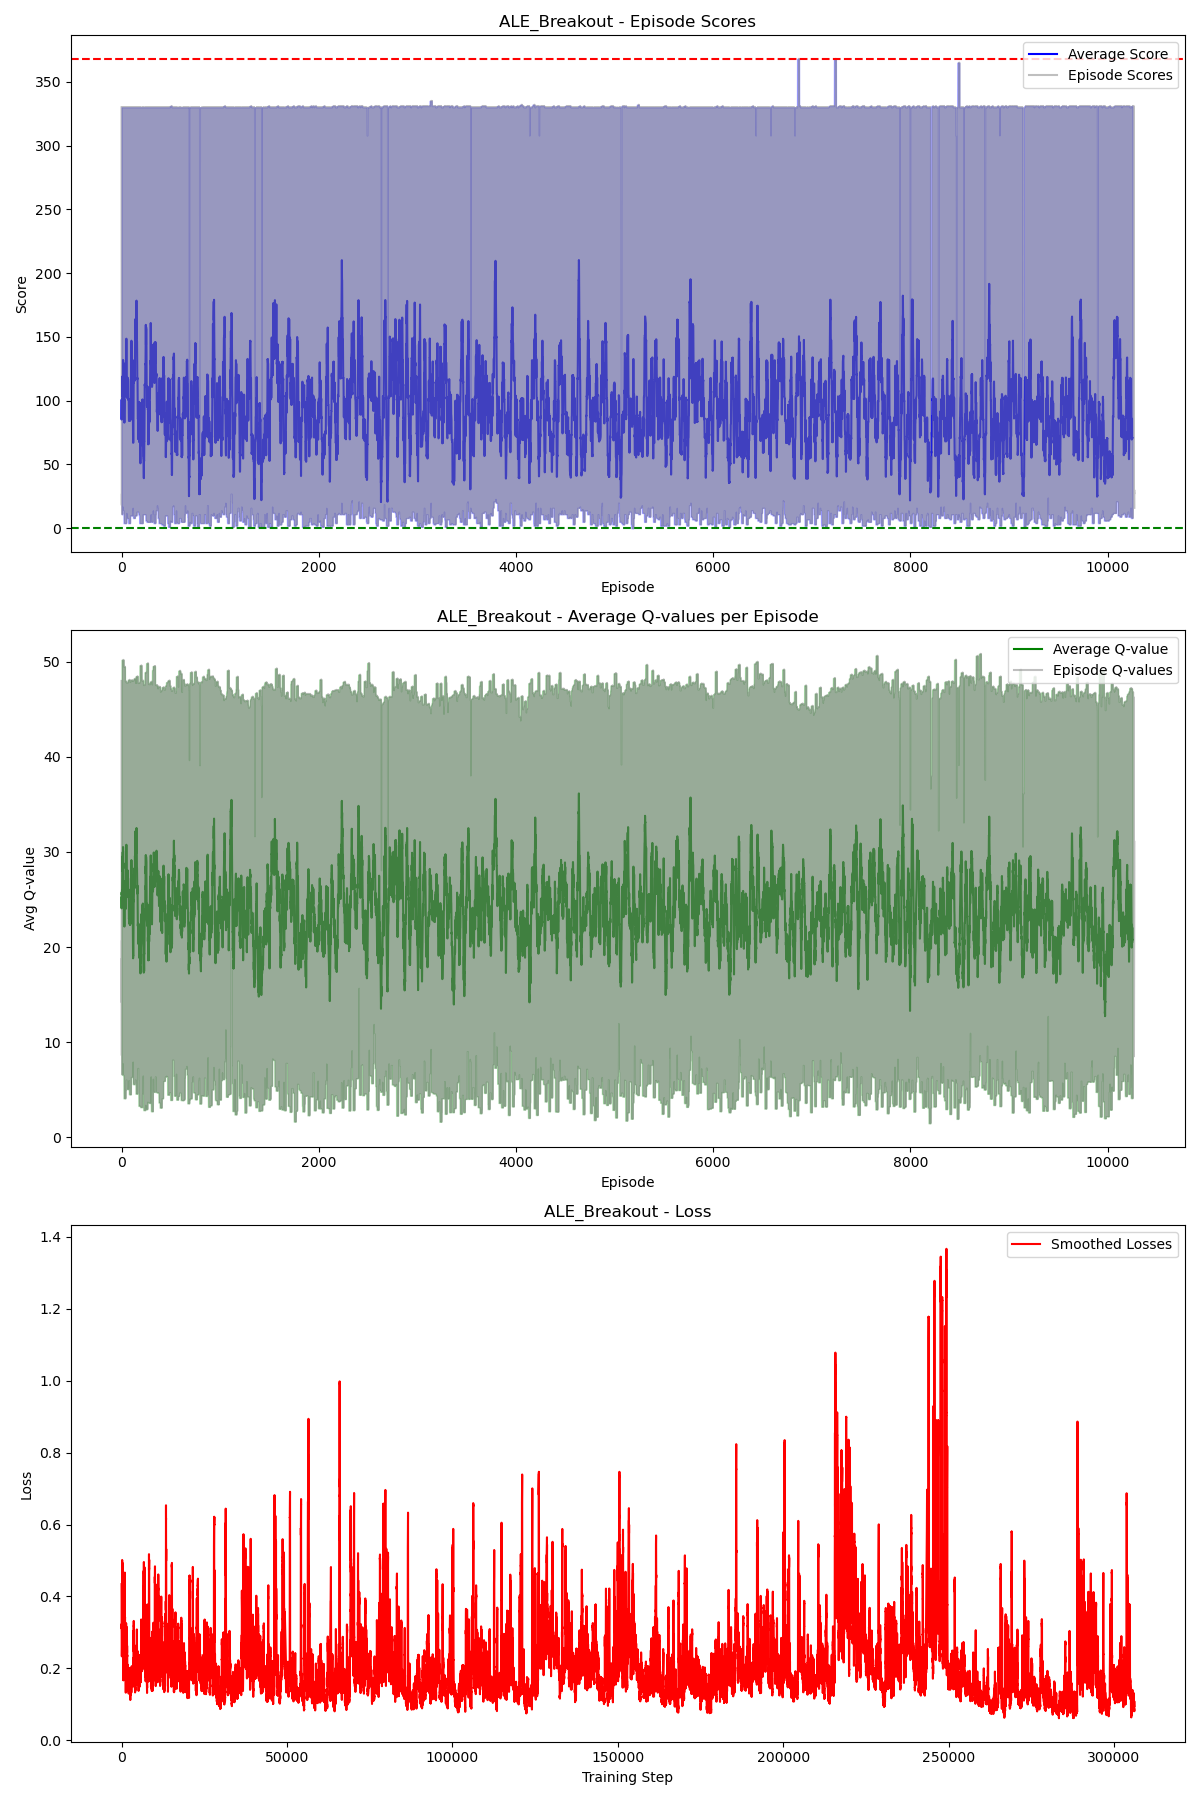 ALE_Breakout - Episode Scores
Average Score
Episode Scores
350
300
250
200
150
100
50
0
Score
0 2000 4000 6000 8000 10000
Episode
ALE_Breakout - Average Q-values per Episode
Average Q-value
Episode Q-values
50
40
30
20
10
0
Avg Q-value
0 2000 4000 6000 8000 10000
Episode
ALE_Breakout - Loss
Smoothed Losses
1.4
1.2
1.0
0.8
0.6
0.4
0.2
0.0
Loss
0 50000 100000 150000 200000 250000 300000
Training Step